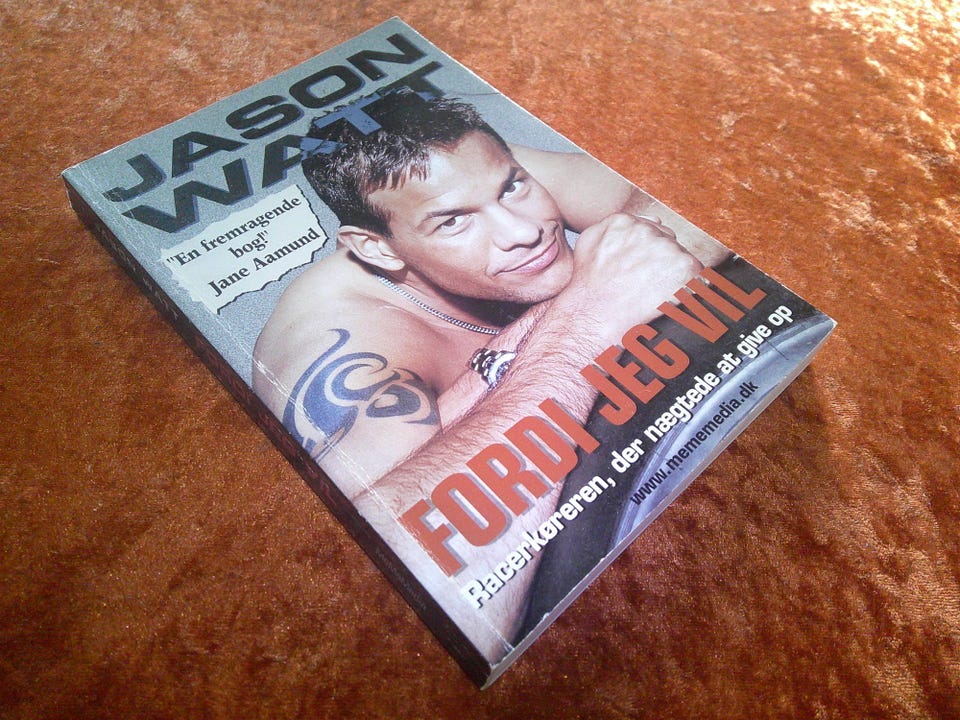 JASON
WATT
"En fremragende
bog!"
Jane Aamund
FORDI JEG VIL
Racerkøreren, der nægtede at give op
www.mememedia.dk